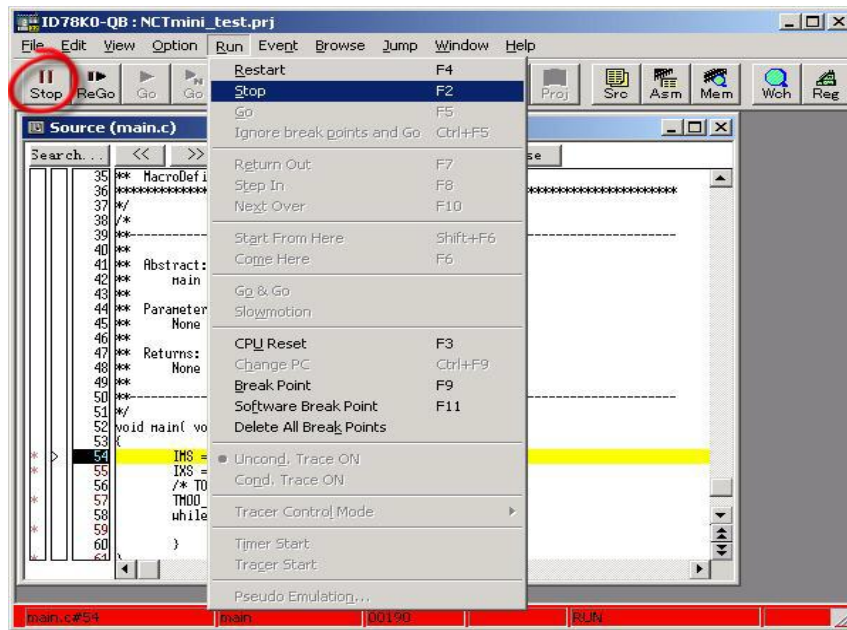 ID78K0-QB : NCTmini_test.prj
File Edit View Option Run Event Browse Jump Window Help
Stop ReGo Go Go Proj Src Asm Mem Wch Reg
Restart F4
Stop F2
Go F5
Ignore break points and Go Ctrl+F5
Return Out F7
Step In F8
Next Over F10
Start From Here Shift+F6
Come Here F6
Go & Go
Slowmotion
CPU Reset F3
Change PC Ctrl+F9
Break Point F9
Software Break Point F11
Delete All Break Points
Uncond. Trace ON
Cond. Trace ON
Tracer Control Mode
Timer Start
Tracer Start
Pseudo Emulation...
Source (main.c)
Search... << >> se
35 ** MacroDefi
36 **************
37 */
38 /*
39 **------------
40 **
41 ** Abstract:
42 ** main
43 **
44 ** Parameter
45 ** None
46 **
47 ** Returns:
48 ** None
49 **
50 **------------
51 */
52 void main( vo
53 {
* > 54 IMS =
* 55 IXS =
56 /* TO
* 57 TMOD_
58 while
* 59
60 }
* 61 }
main.c#54 main 00190 RUN